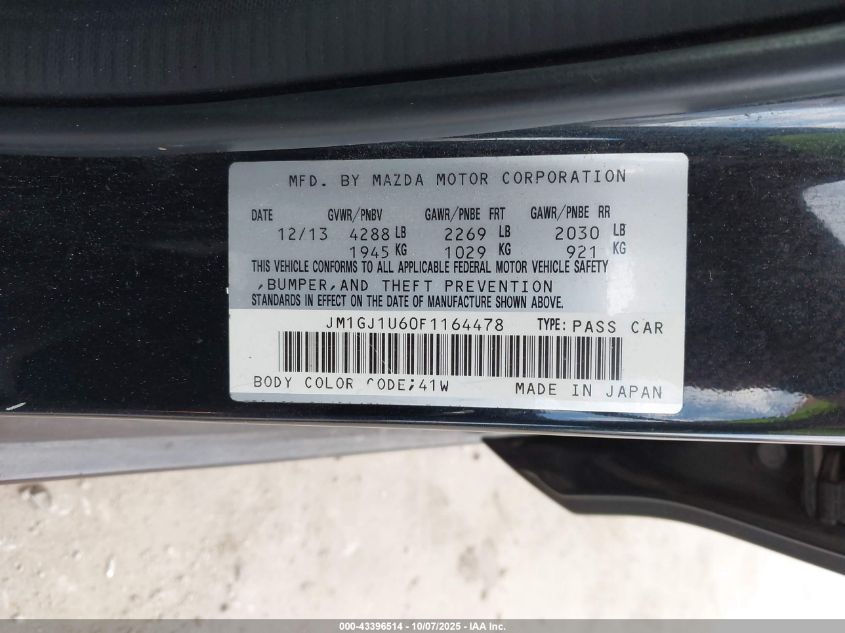 MFD. BY MAZDA MOTOR CORPORATION
DATE GVWR/PNBV GAWR/PNBE FRT GAWR/PNBE RR
12/13 4288 LB 2269 LB 2030 LB
1945 KG 1029 KG 921 KG
THIS VEHICLE CONFORMS TO ALL APPLICABLE FEDERAL MOTOR VEHICLE SAFETY
,BUMPER,AND THEFT PREVENTION
STANDARDS IN EFFECT ON THE DATE OF MANUFACTURE SHOWN ABOVE.
JM1GJ1U60F1164478 TYPE: PASS CAR
BODY COLOR CODE;41W MADE IN JAPAN
000-43396514 - 10/07/2025 - IAA Inc.